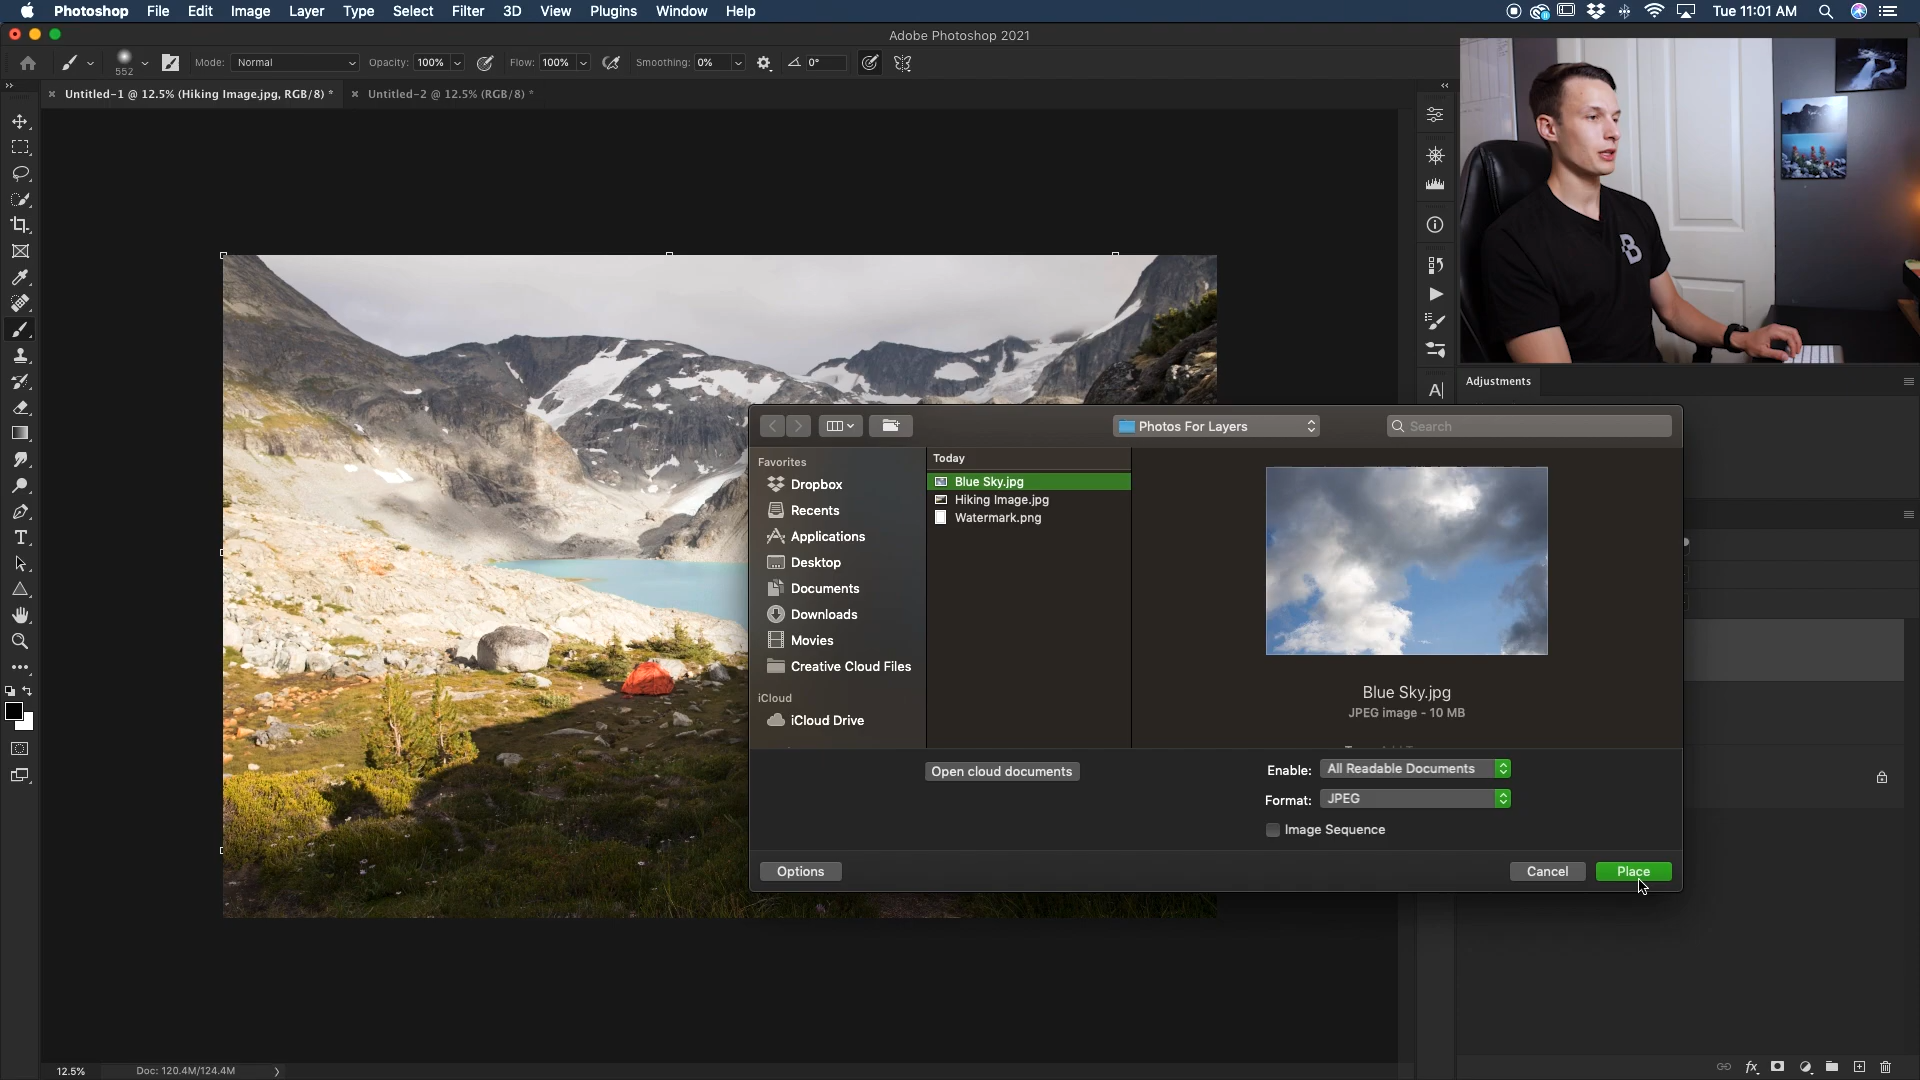 Photoshop File Edit Image Layer Type Select Filter 3D View Plugins Window Help Tue 11:01 AM
Adobe Photoshop 2021
552 Mode: Normal Opacity: 100% Flow: 100% Smoothing: 0% 0°
Untitled-1 @ 12.5% (Hiking Image.jpg, RGB/8) * Untitled-2 @ 12.5% (RGB/8) *
B
Adjustments
Photos For Layers
Search
Favorites
Dropbox
Recents
Applications
Desktop
Documents
Downloads
Movies
Creative Cloud Files
iCloud
iCloud Drive
Today
Blue Sky.jpg
Hiking Image.jpg
Watermark.png
Blue Sky.jpg
JPEG image - 10 MB
Open cloud documents
Enable: All Readable Documents
Format: JPEG
Image Sequence
Options
Cancel
Place
12.5% Doc: 120.4M/124.4M